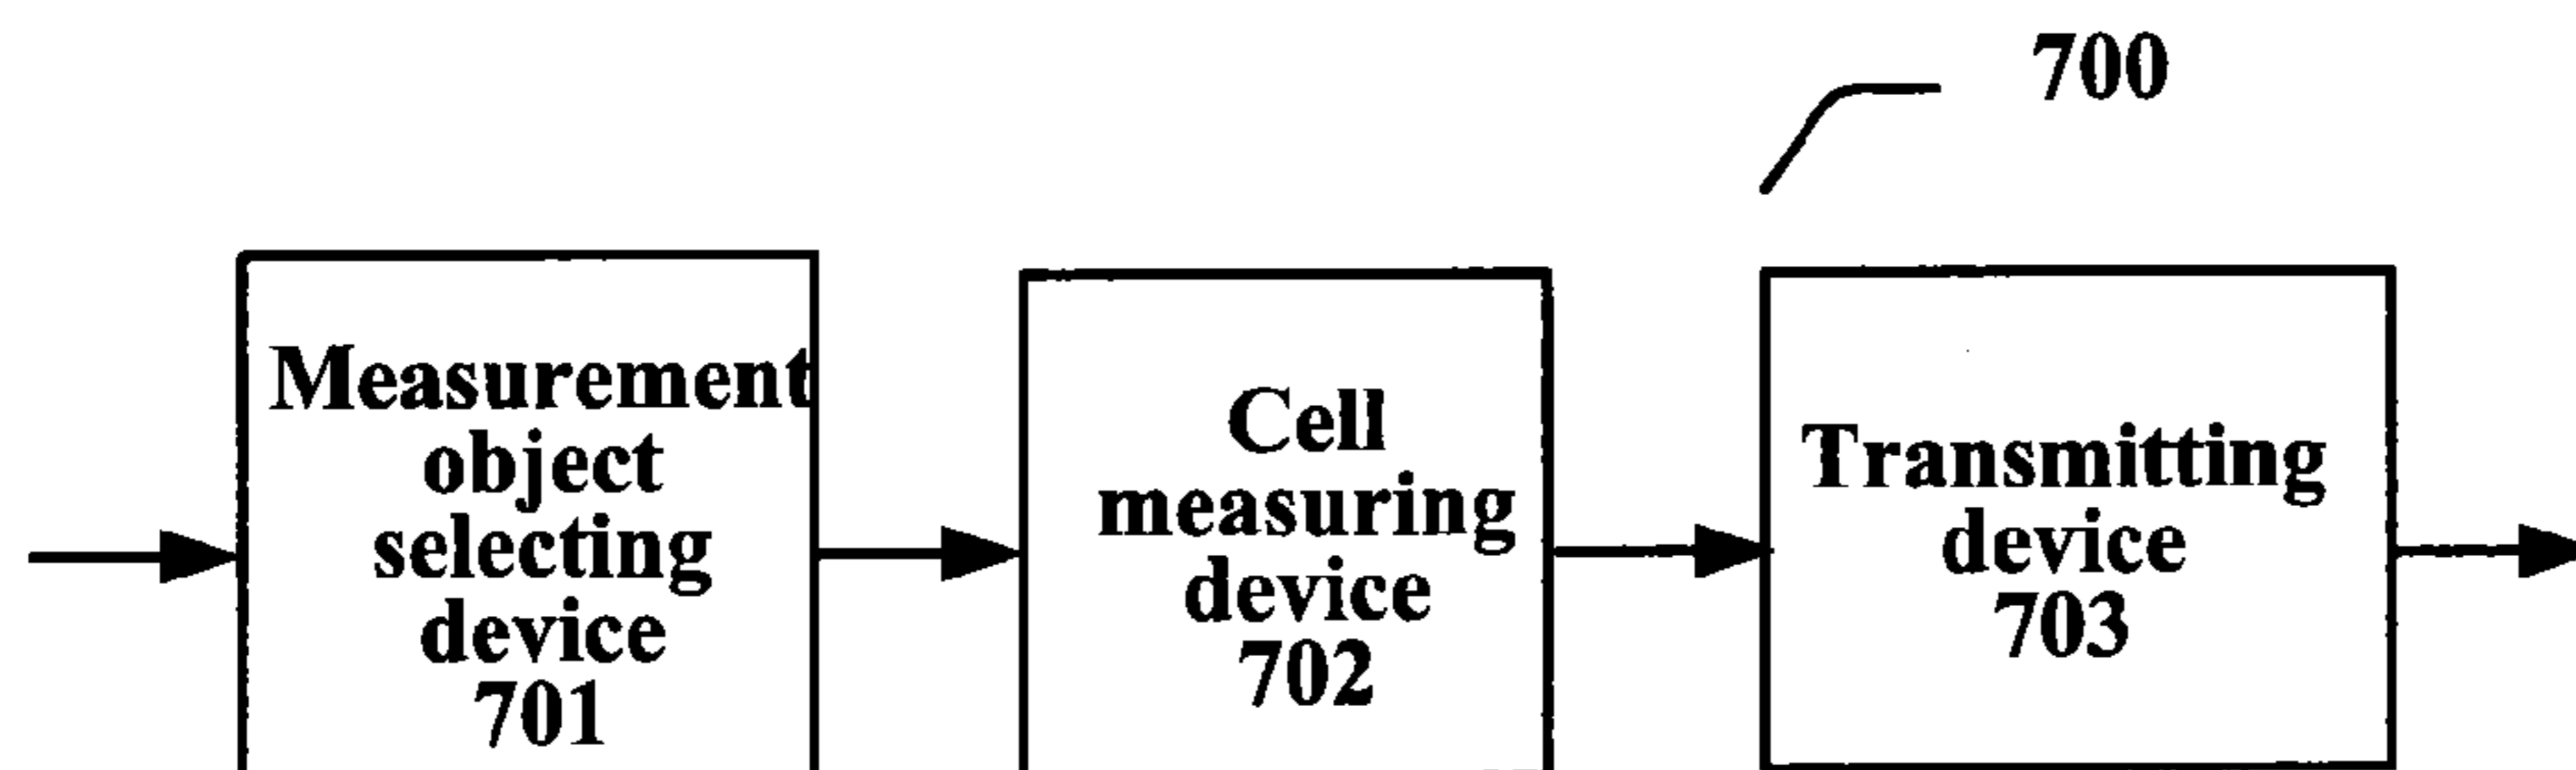 700
Measurement
object
selecting
device
701
Cell
measuring
device
702
Transmitting
device
703